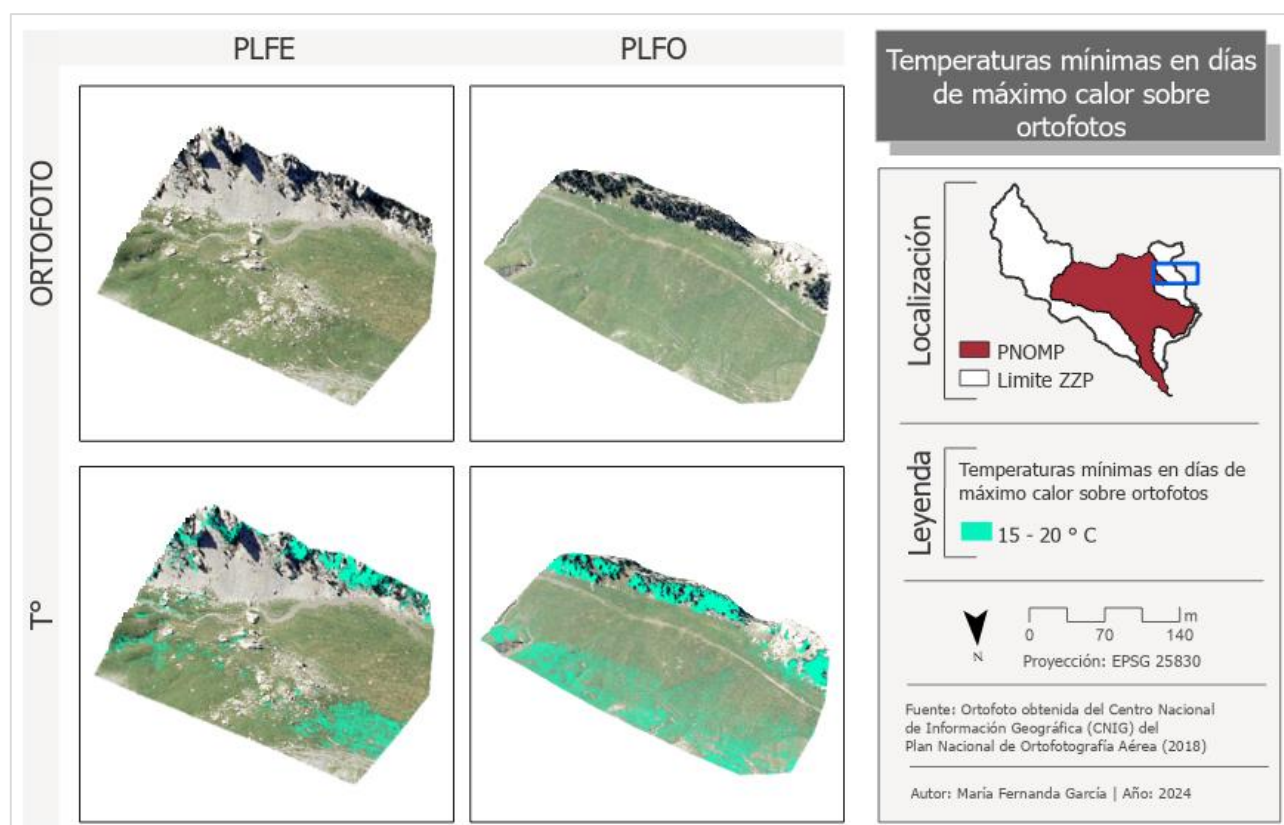 PLFE
PLFO
ORTOFOTO
T°
Temperaturas mínimas en días
de máximo calor sobre
ortofotos
Localización
PNOMP
Limite ZZP
Leyenda
Temperaturas mínimas en días de
máximo calor sobre ortofotos
15 - 20 ° C
N
m
0 70 140
Proyección: EPSG 25830
Fuente: Ortofoto obtenida del Centro Nacional
de Información Geográfica (CNIG) del
Plan Nacional de Ortofotografía Aérea (2018)
Autor: María Fernanda García | Año: 2024